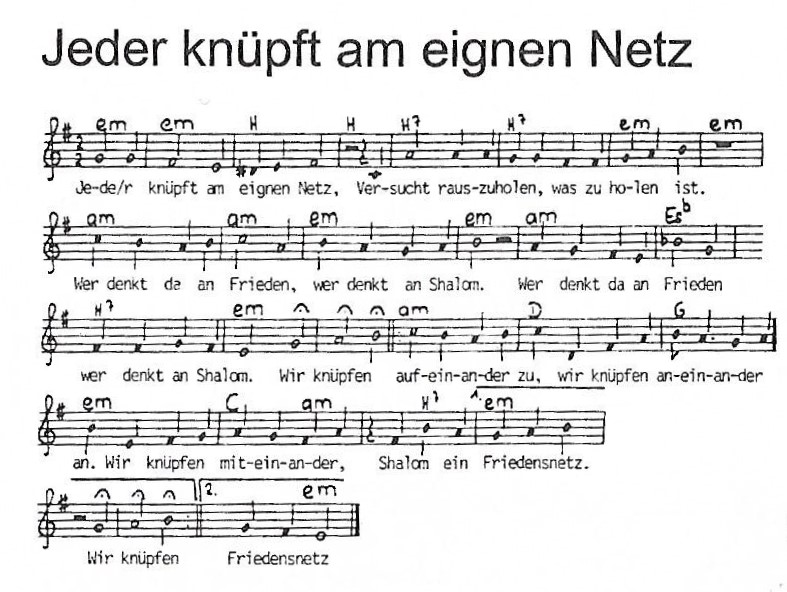 Jeder knüpft am eignen Netz
em em H H H7 H7 em em
2 2
Je-de/r knüpft am eignen Netz, Ver-sucht raus-zuholen, was zu ho-len ist.
am am em em am Es b
Wer denkt da an Frieden, wer denkt an Shalom. Wer denkt da an Frieden
H7 em am D G
wer denkt an Shalom. Wir knüpfen auf-ein-an-der zu, wir knüpfen an-ein-an-der
em C am H7 1. em
an. Wir knüpfen mit-ein-an-der, Shalom ein Friedensnetz.
2. em
Wir knüpfen Friedensnetz